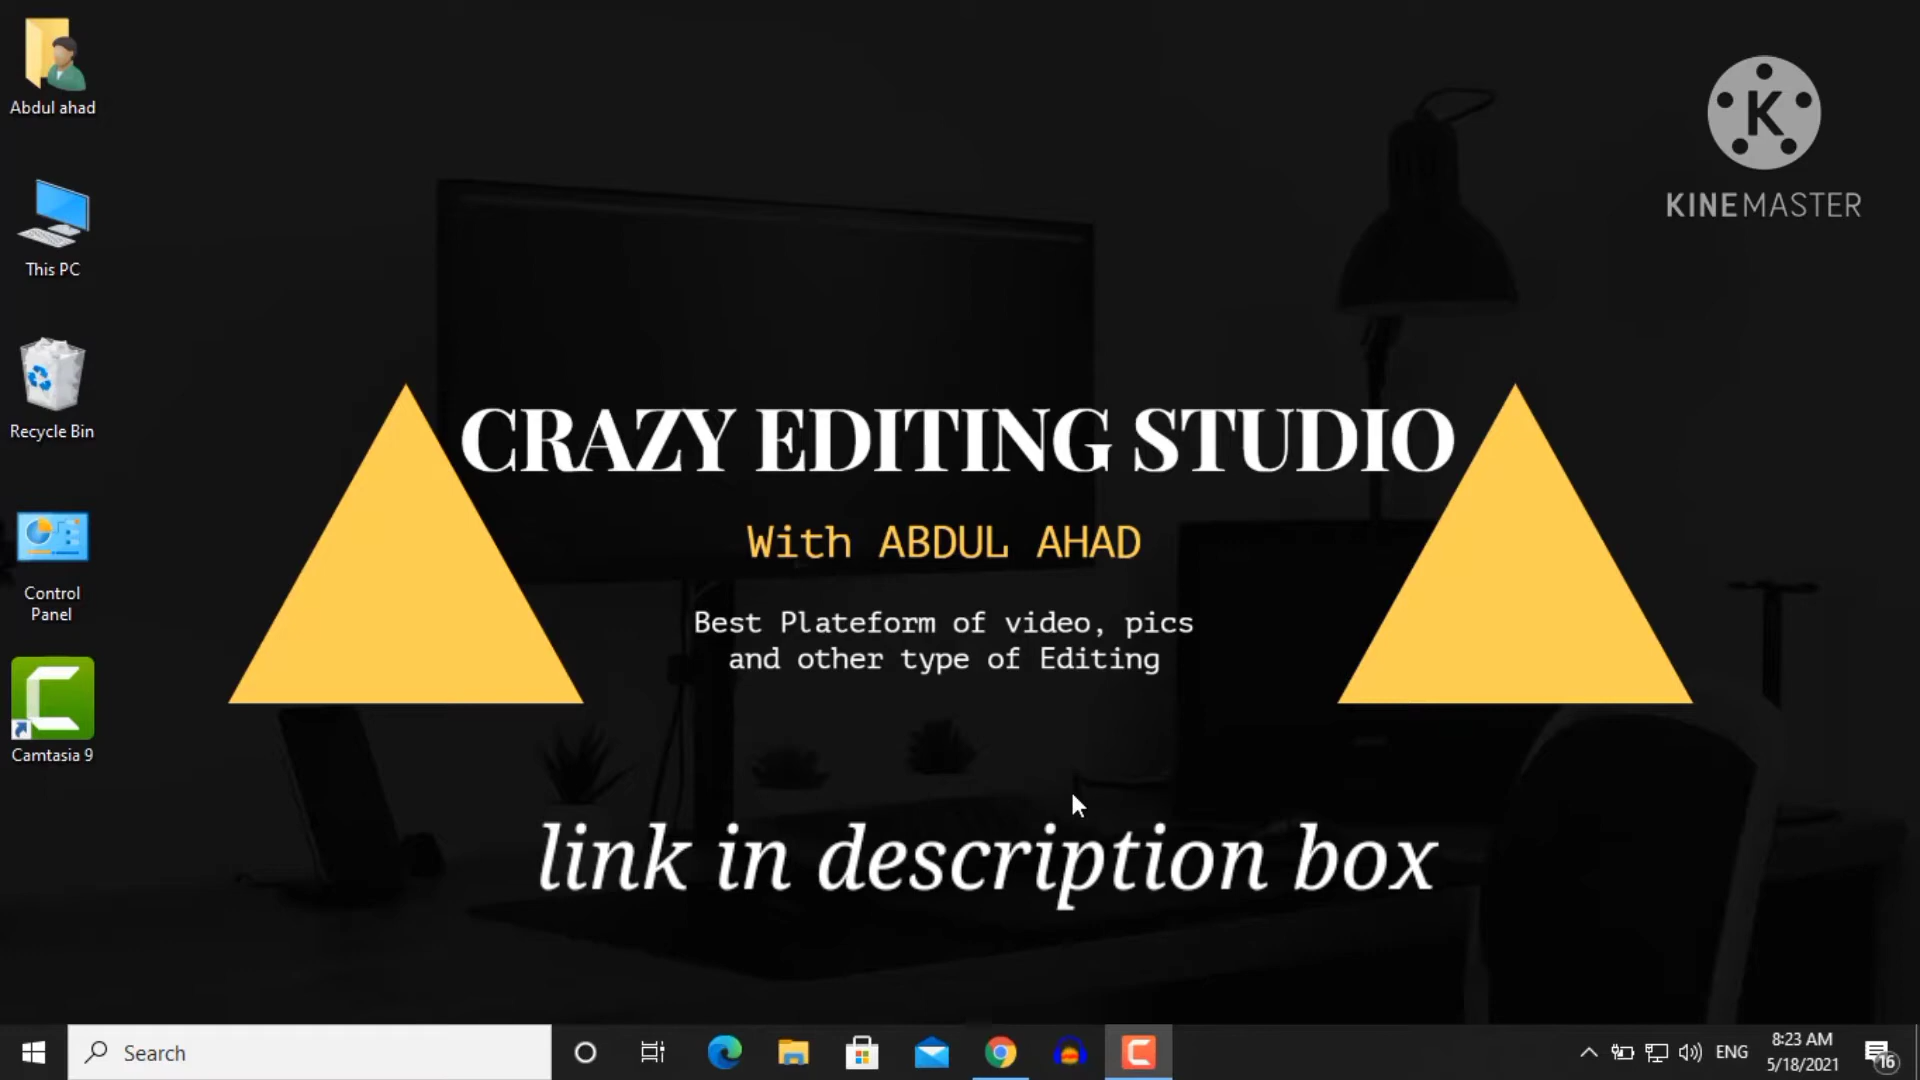 Abdul ahad
This PC
Recycle Bin
Control
Panel
Camtasia 9
K
KINEMASTER
CRAZY EDITING STUDIO
With ABDUL AHAD
Best Plateform of video, pics
and other type of Editing
link in description box
Search
ENG
8:23 AM
5/18/2021
16